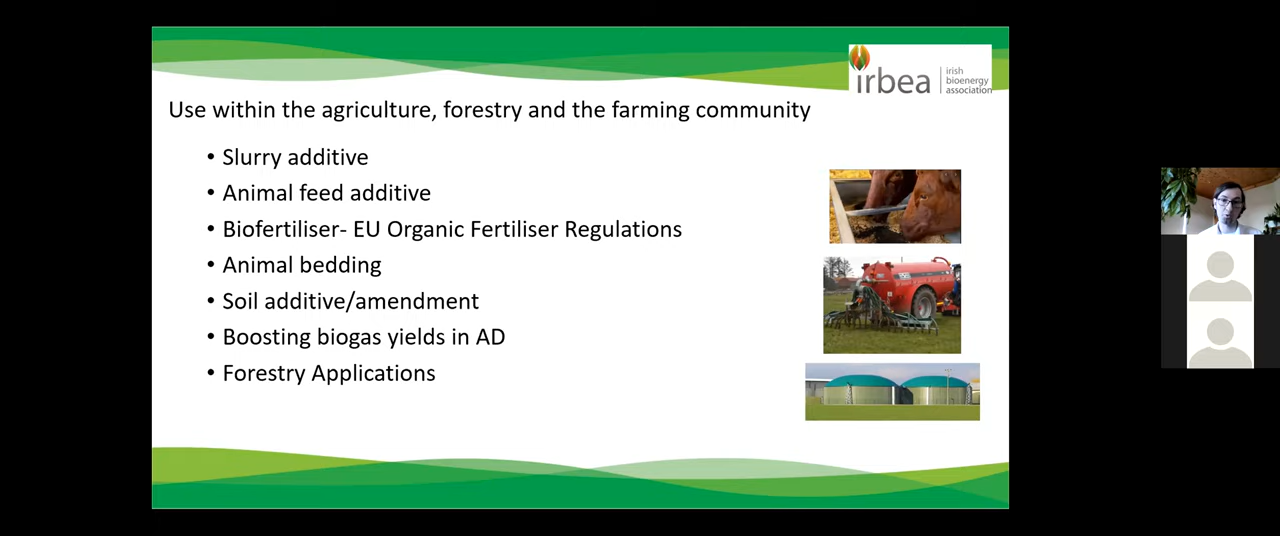 irbea
irish
bioenergy
association
Use within the agriculture, forestry and the farming community
• Slurry additive
• Animal feed additive
• Biofertiliser- EU Organic Fertiliser Regulations
• Animal bedding
• Soil additive/amendment
• Boosting biogas yields in AD
• Forestry Applications